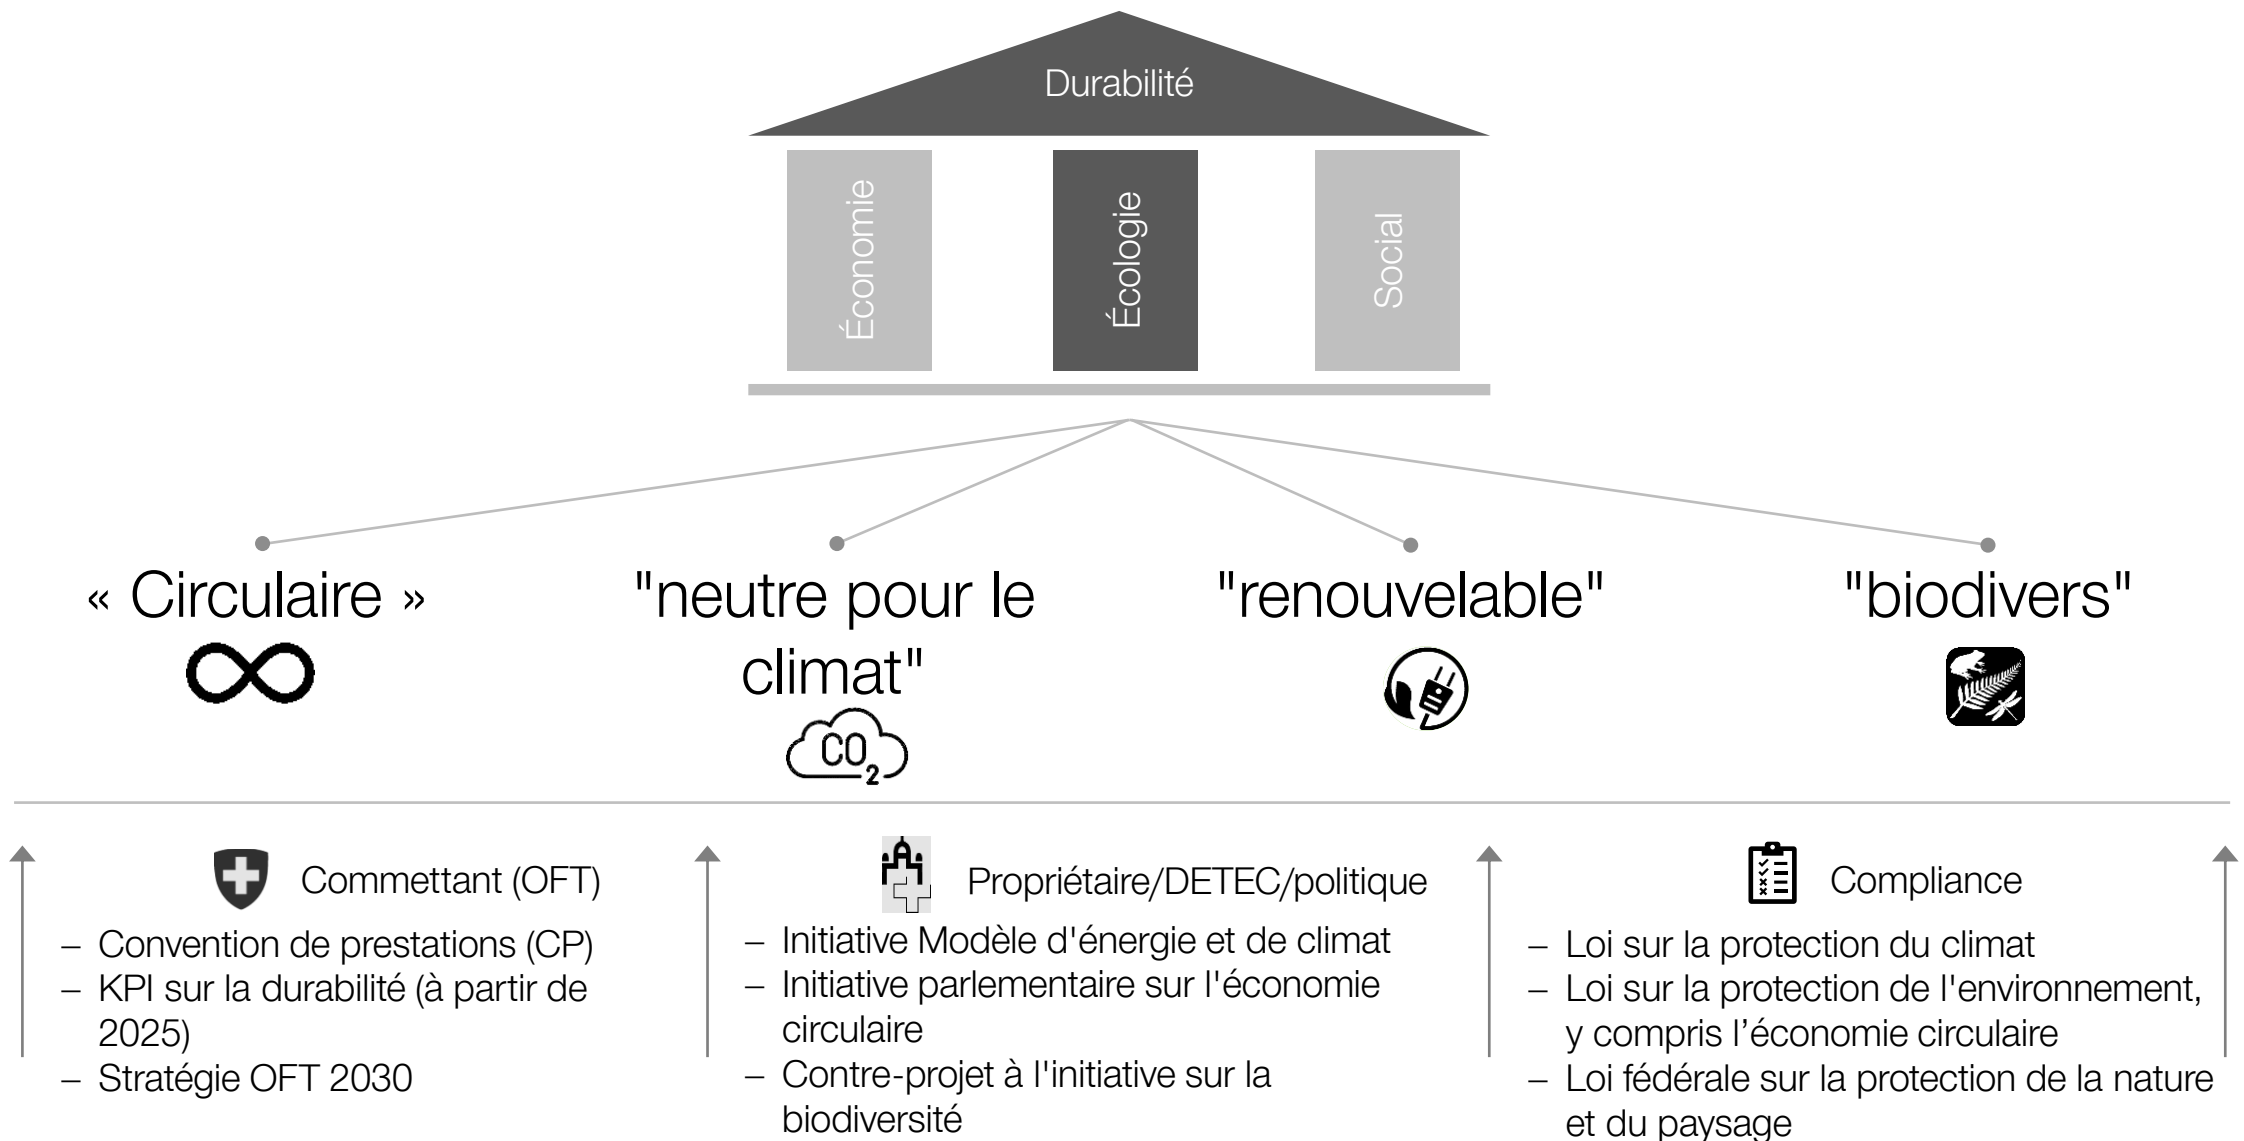 Durabilité
Économie
Écologie
Social
« Circulaire »
"neutre pour le
climat"
"renouvelable"
"biodivers"
CO2
Commettant (OFT)
– Convention de prestations (CP)
– KPI sur la durabilité (à partir de
2025)
– Stratégie OFT 2030
Propriétaire/DETEC/politique
– Initiative Modèle d'énergie et de climat
– Initiative parlementaire sur l'économie
circulaire
– Contre-projet à l'initiative sur la
biodiversité
Compliance
– Loi sur la protection du climat
– Loi sur la protection de l'environnement,
y compris l’économie circulaire
– Loi fédérale sur la protection de la nature
et du paysage